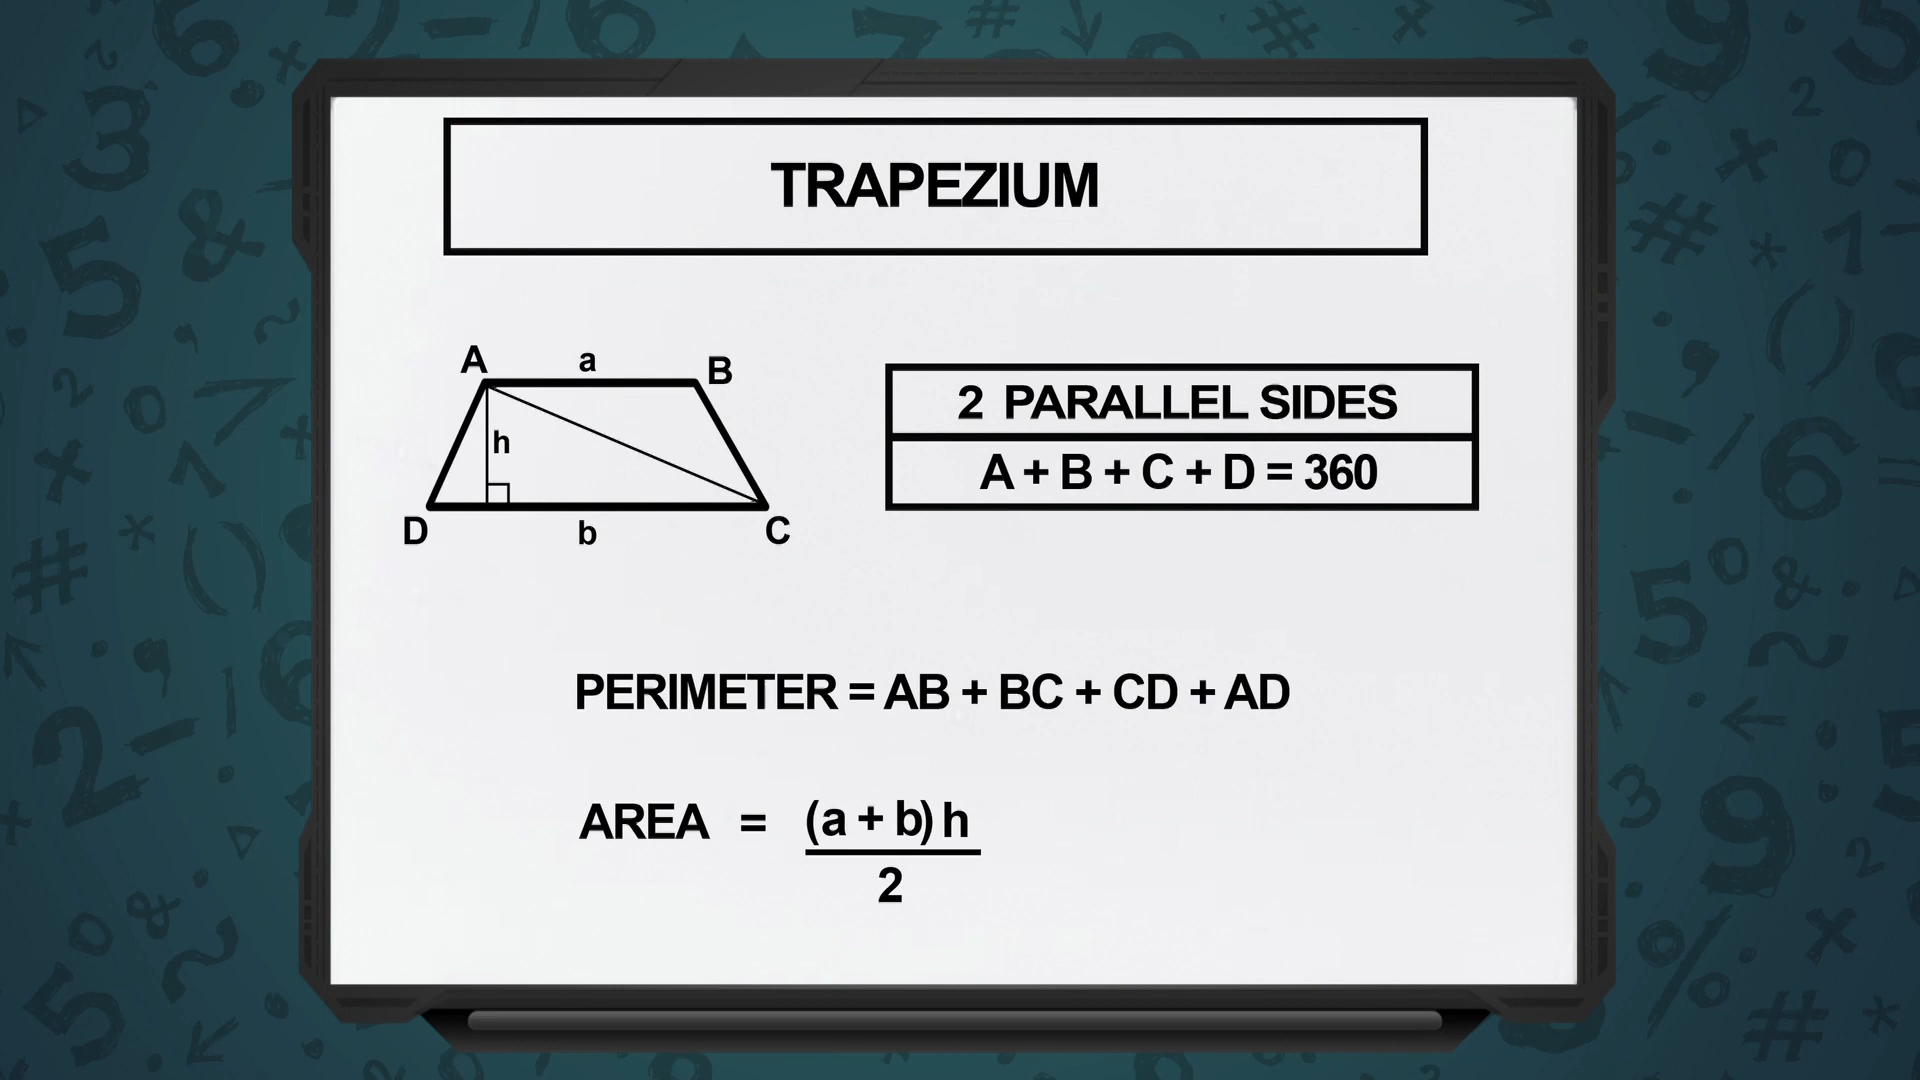 TRAPEZIUM
A a B
h
D b C
2 PARALLEL SIDES
A + B + C + D = 360
PERIMETER = AB + BC + CD + AD
AREA = (a + b) h
2